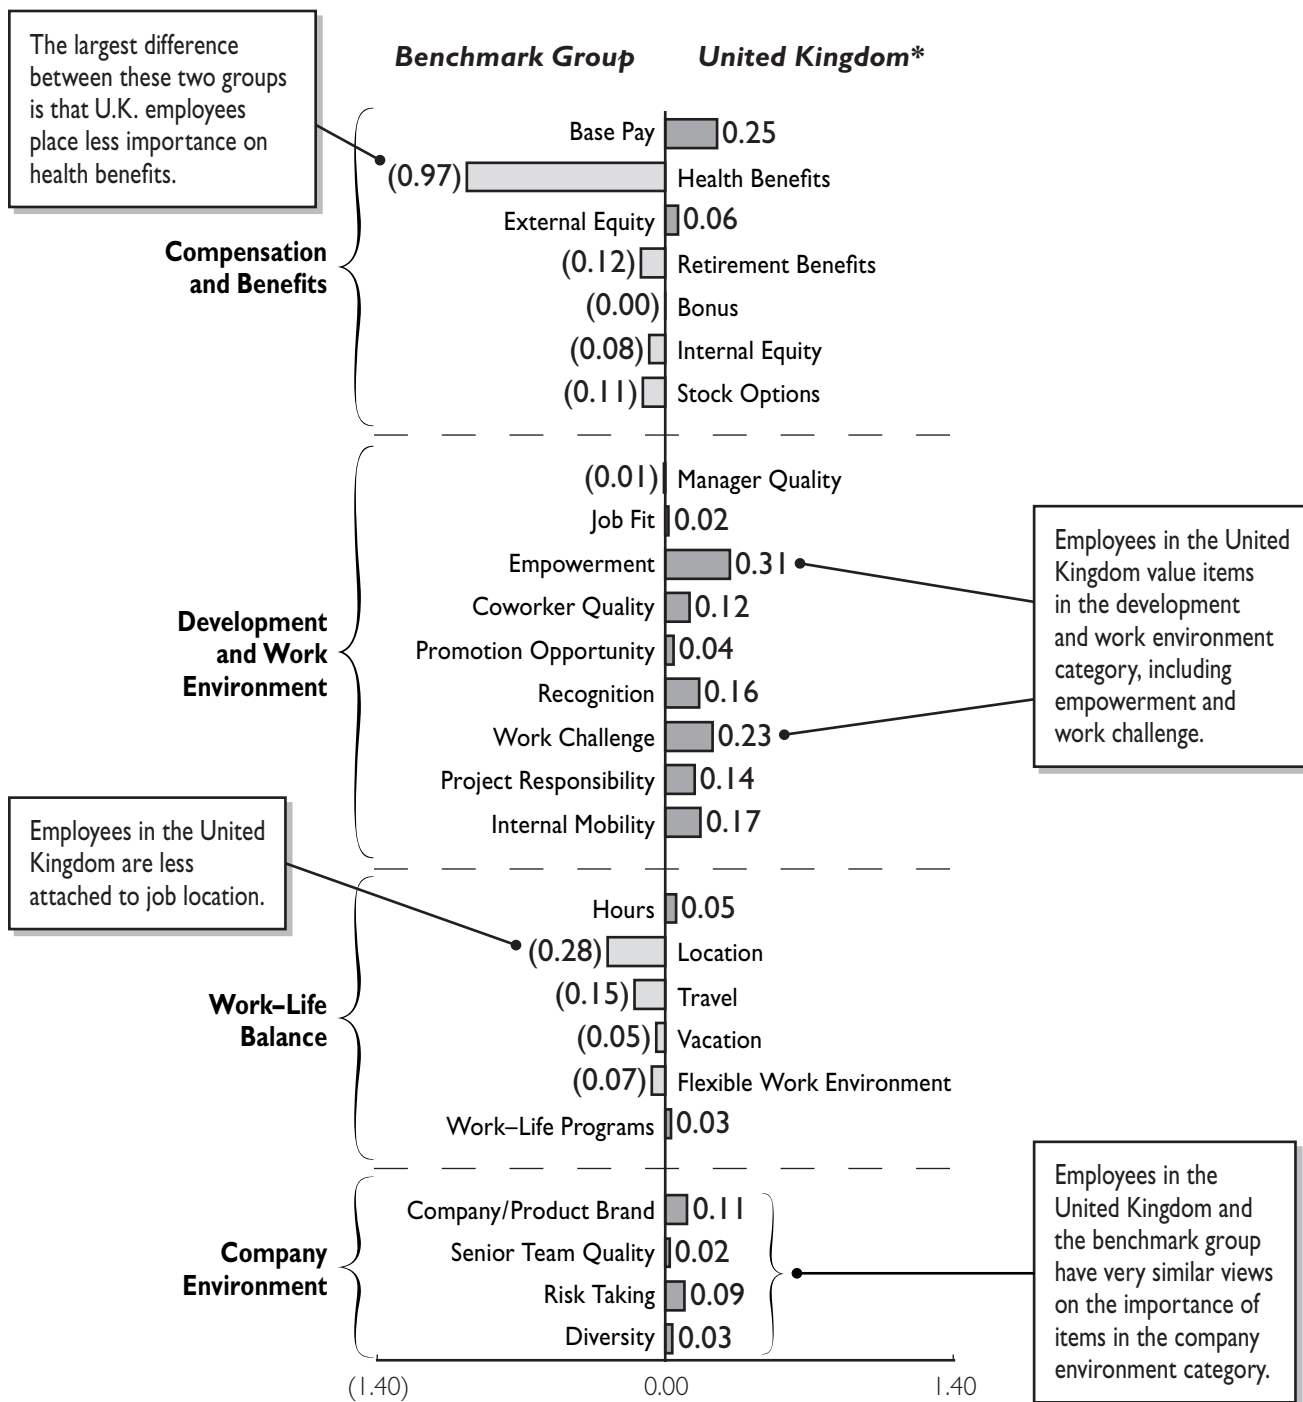 The largest difference
between these two groups
is that U.K. employees
place less importance on
health benefits.
Benchmark Group United Kingdom*
Compensation
and Benefits
Base Pay 0.25
(0.97) Health Benefits
External Equity 0.06
(0.12) Retirement Benefits
(0.00) Bonus
(0.08) Internal Equity
(0.11) Stock Options
Development
and Work
Environment
(0.01) Manager Quality
Job Fit 0.02
Empowerment 0.31
Coworker Quality 0.12
Promotion Opportunity 0.04
Recognition 0.16
Work Challenge 0.23
Project Responsibility 0.14
Internal Mobility 0.17
Employees in the United
Kingdom value items
in the development
and work environment
category, including
empowerment and
work challenge.
Employees in the United
Kingdom are less
attached to job location.
Work–Life
Balance
Hours 0.05
(0.28) Location
(0.15) Travel
(0.05) Vacation
(0.07) Flexible Work Environment
Work–Life Programs 0.03
Company
Environment
Company/Product Brand 0.11
Senior Team Quality 0.02
Risk Taking 0.09
Diversity 0.03
Employees in the
United Kingdom and
the benchmark group
have very similar views
on the importance of
items in the company
environment category.
(1.40) 0.00 1.40